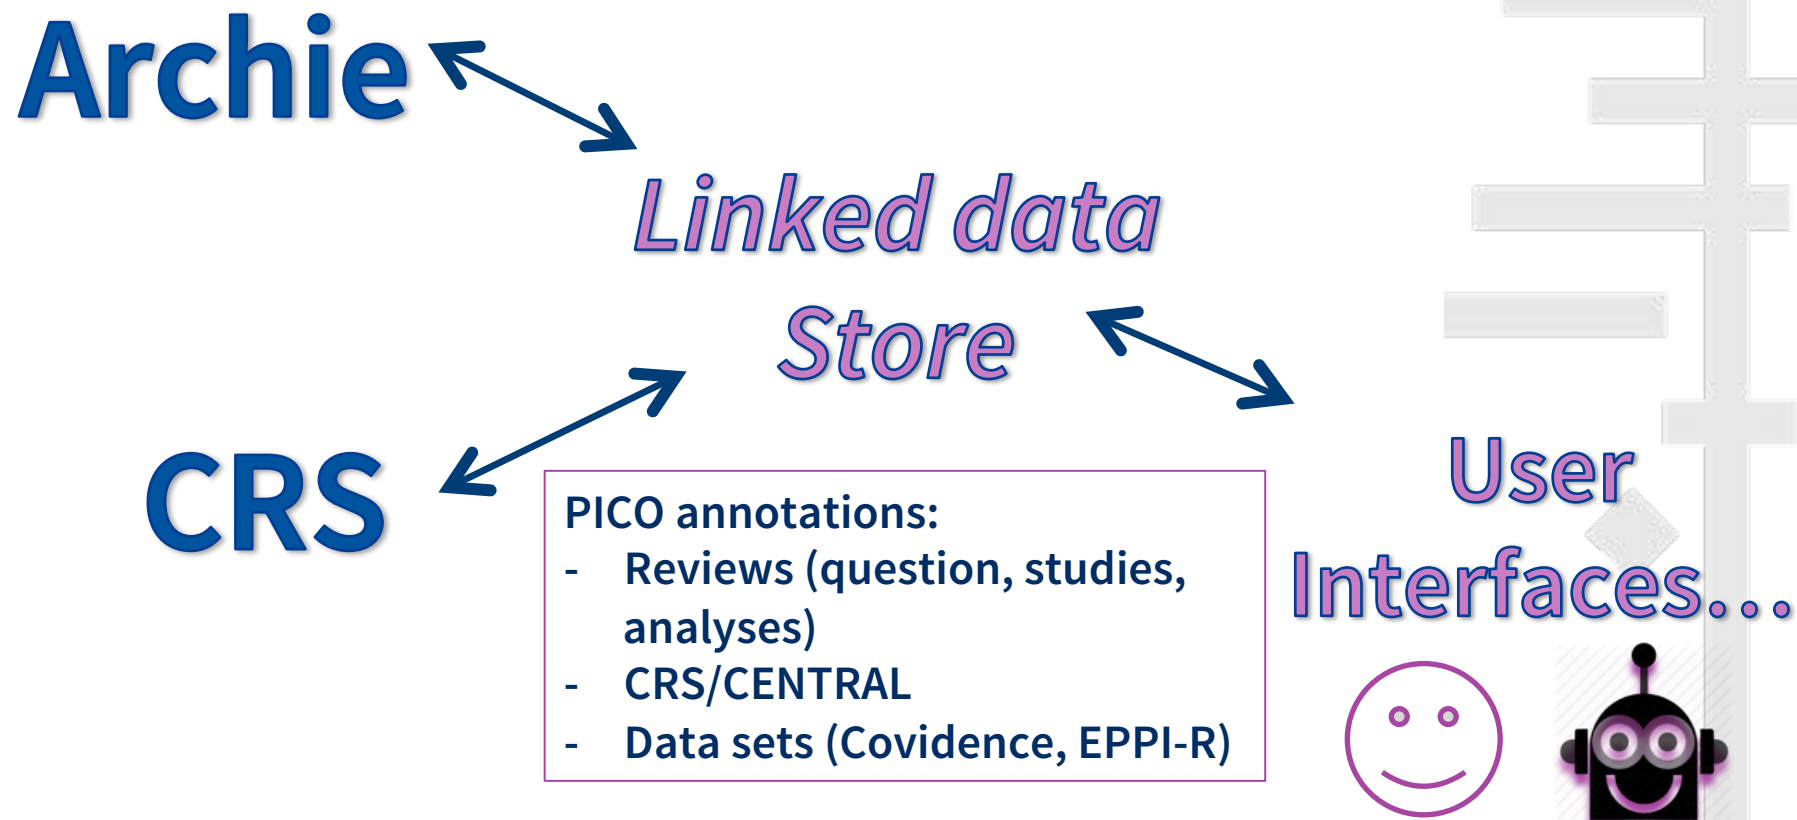 Archie
Linked data
Store
CRS
User
Interfaces...
PICO annotations:
- Reviews (question, studies,
analyses)
- CRS/CENTRAL
- Data sets (Covidence, EPPI-R)